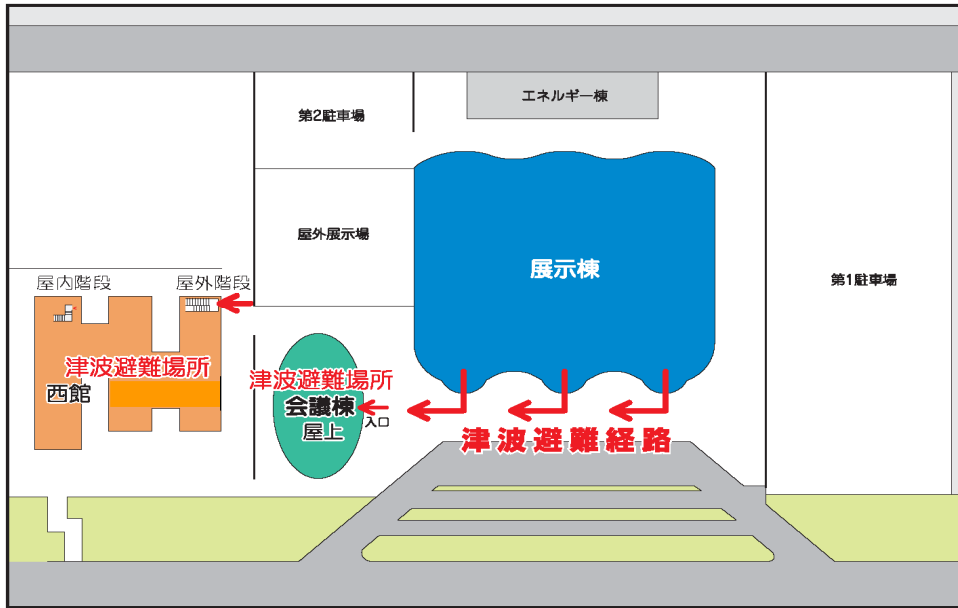 エネルギー棟
第2駐車場
屋外展示場
展示棟
第1駐車場
屋内階段
屋外階段
津波避難場所
西館
津波避難場所
会議棟
屋上
入口
津波避難経路